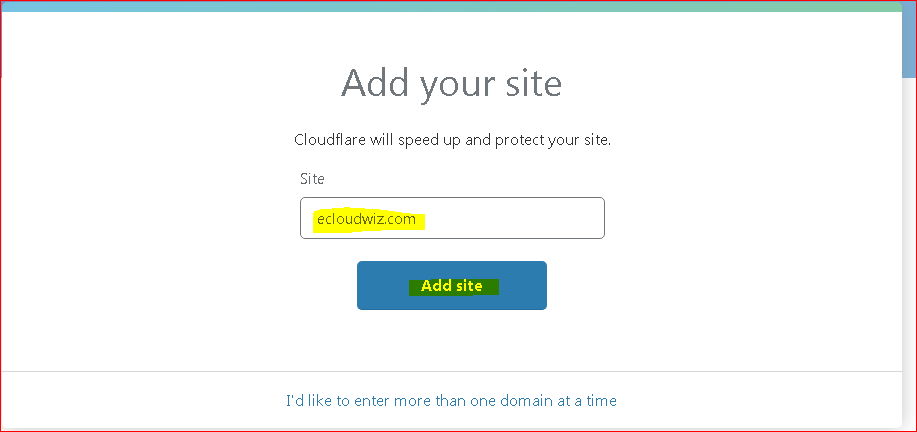 Add your site
Cloudflare will speed up and protect your site.
Site
ecloudwiz.com
Add site
I'd like to enter more than one domain at a time